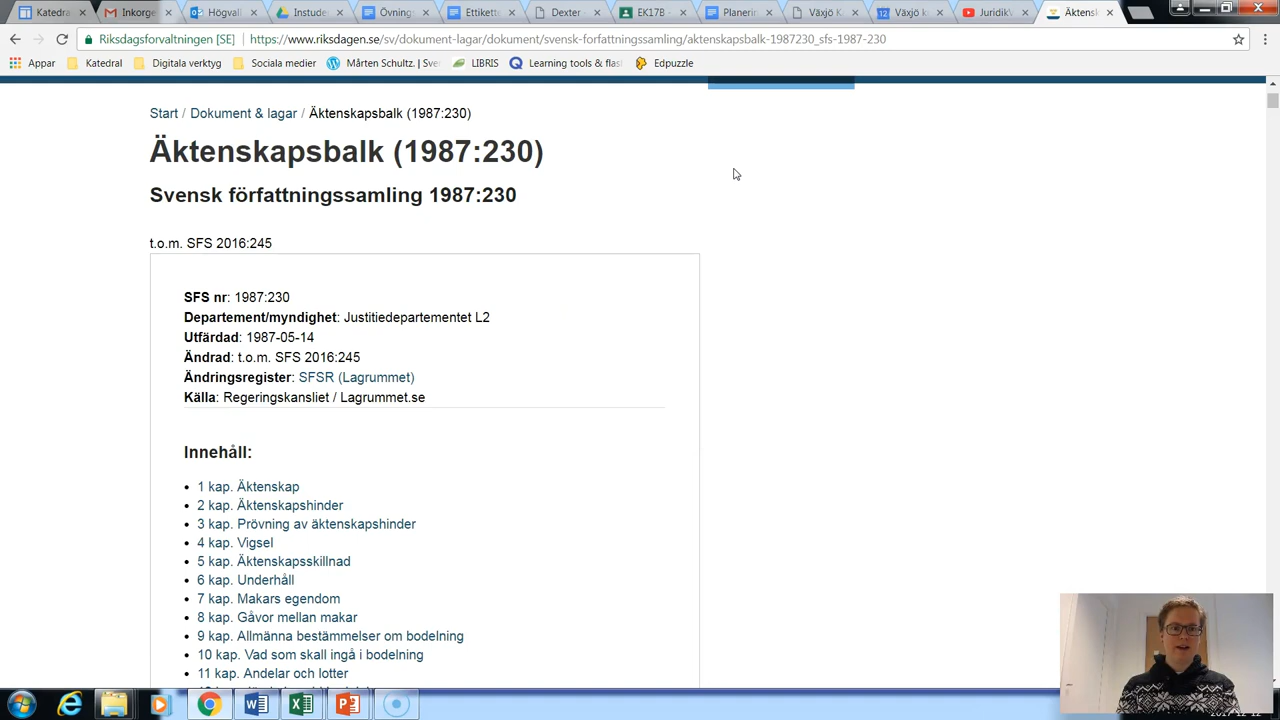 Katedra
Inkorge
Högval
Instude
Övning
Etikett
Dexter
EK17B -
Planeri
Växjö K
Växjö k
JuridikV
Äktens
Riksdagsforvaltningen [SE]
https://www.riksdagen.se/sv/dokument-lagar/dokument/svensk-forfattningssamling/aktenskapsbalk-1987230_sfs-1987-230
Appar
Katedral
Digitala verktyg
Sociala medier
Mårten Schultz. | Sve
LIBRIS
Learning tools & flas
Edpuzzle
Start / Dokument & lagar / Äktenskapsbalk (1987:230)
Äktenskapsbalk (1987:230)
Svensk författningssamling 1987:230
t.o.m. SFS 2016:245
SFS nr: 1987:230
Departement/myndighet: Justitiedepartementet L2
Utfärdad: 1987-05-14
Ändrad: t.o.m. SFS 2016:245
Ändringsregister: SFSR (Lagrummet)
Källa: Regeringskansliet / Lagrummet.se
Innehåll:
• 1 kap. Äktenskap
• 2 kap. Äktenskapshinder
• 3 kap. Prövning av äktenskapshinder
• 4 kap. Vigsel
• 5 kap. Äktenskapsskillnad
• 6 kap. Underhåll
• 7 kap. Makars egendom
• 8 kap. Gåvor mellan makar
• 9 kap. Allmänna bestämmelser om bodelning
• 10 kap. Vad som skall ingå i bodelning
• 11 kap. Andelar och lotter